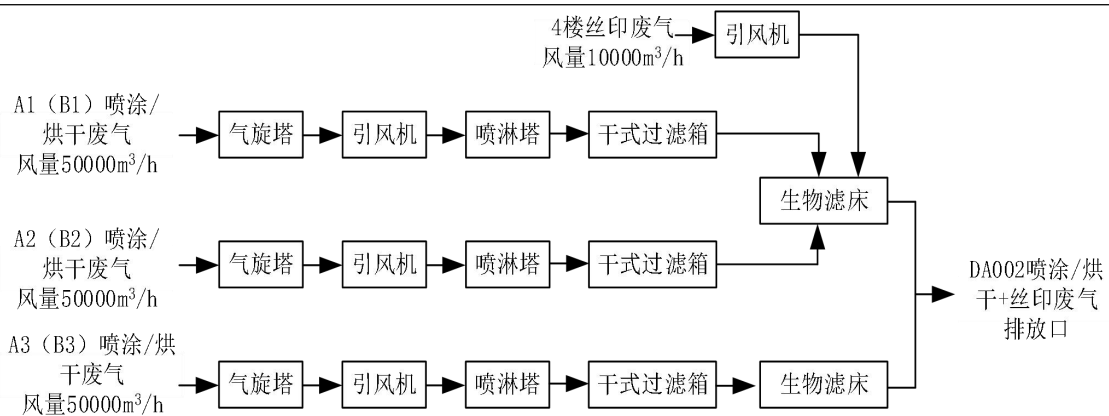 4楼丝印废气
风量10000m³/h
引风机
A1（B1）喷涂/
烘干废气
风量50000m³/h
气旋塔
引风机
喷淋塔
干式过滤箱
生物滤床
A2（B2）喷涂/
烘干废气
风量50000m³/h
气旋塔
引风机
喷淋塔
干式过滤箱
DA002喷涂/烘
干+丝印废气
排放口
A3（B3）喷涂/烘
干废气
风量50000m³/h
气旋塔
引风机
喷淋塔
干式过滤箱
生物滤床